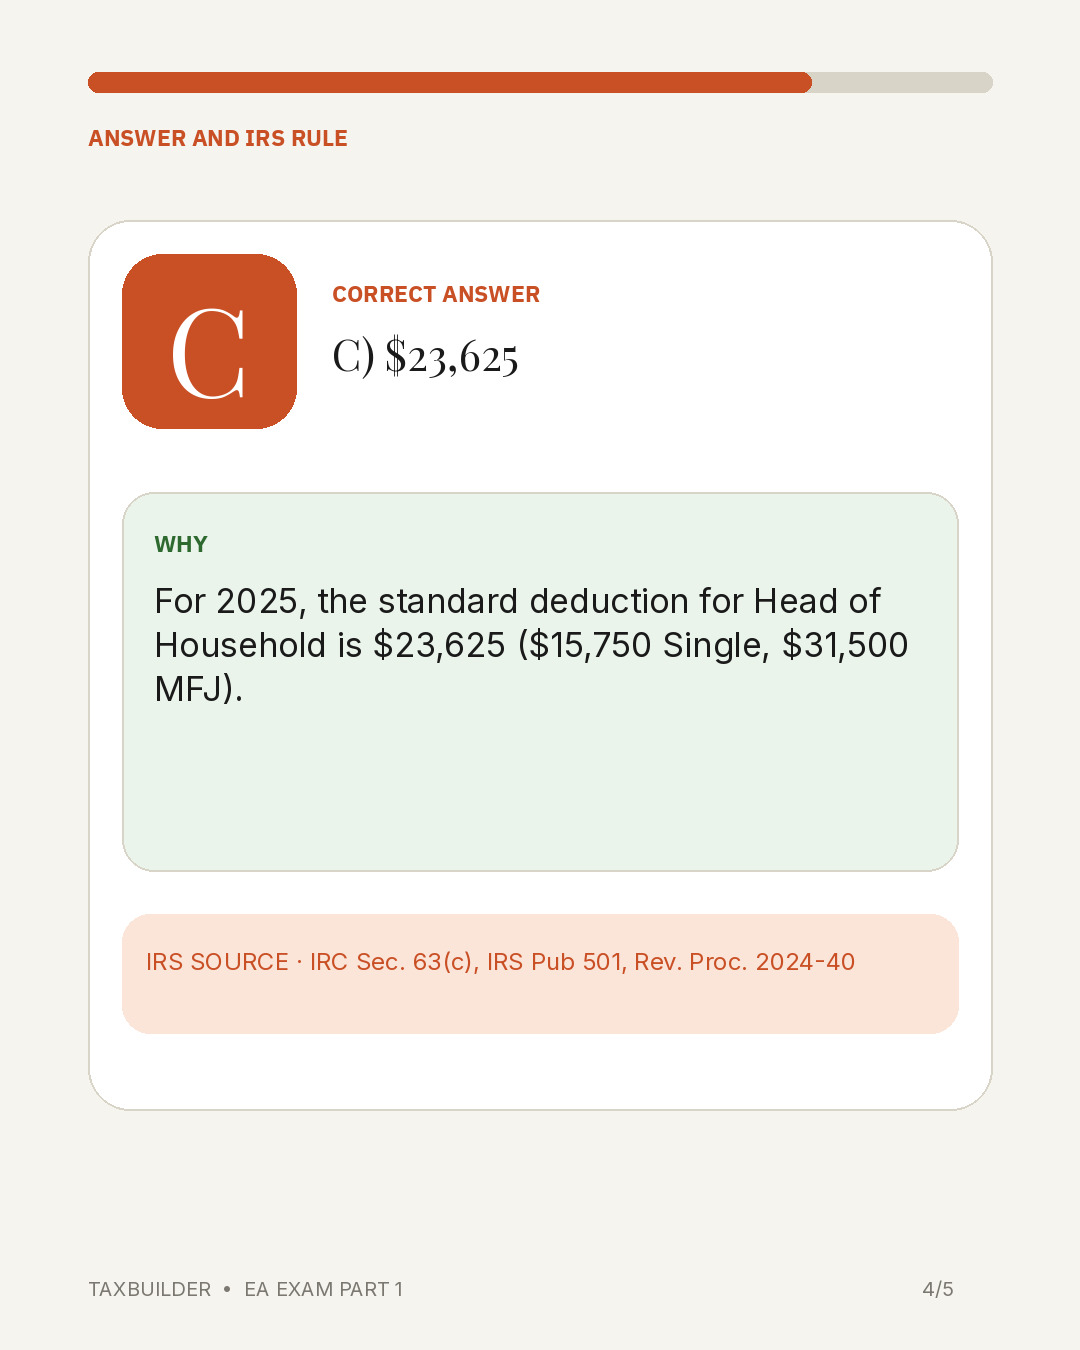 ANSWER AND IRS RULE
C
CORRECT ANSWER
C) $23,625
WHY
For 2025, the standard deduction for Head of
Household is $23,625 ($15,750 Single, $31,500
MFJ).
IRS SOURCE · IRC Sec. 63(c), IRS Pub 501, Rev. Proc. 2024-40
TAXBUILDER • EA EXAM PART 1
4/5